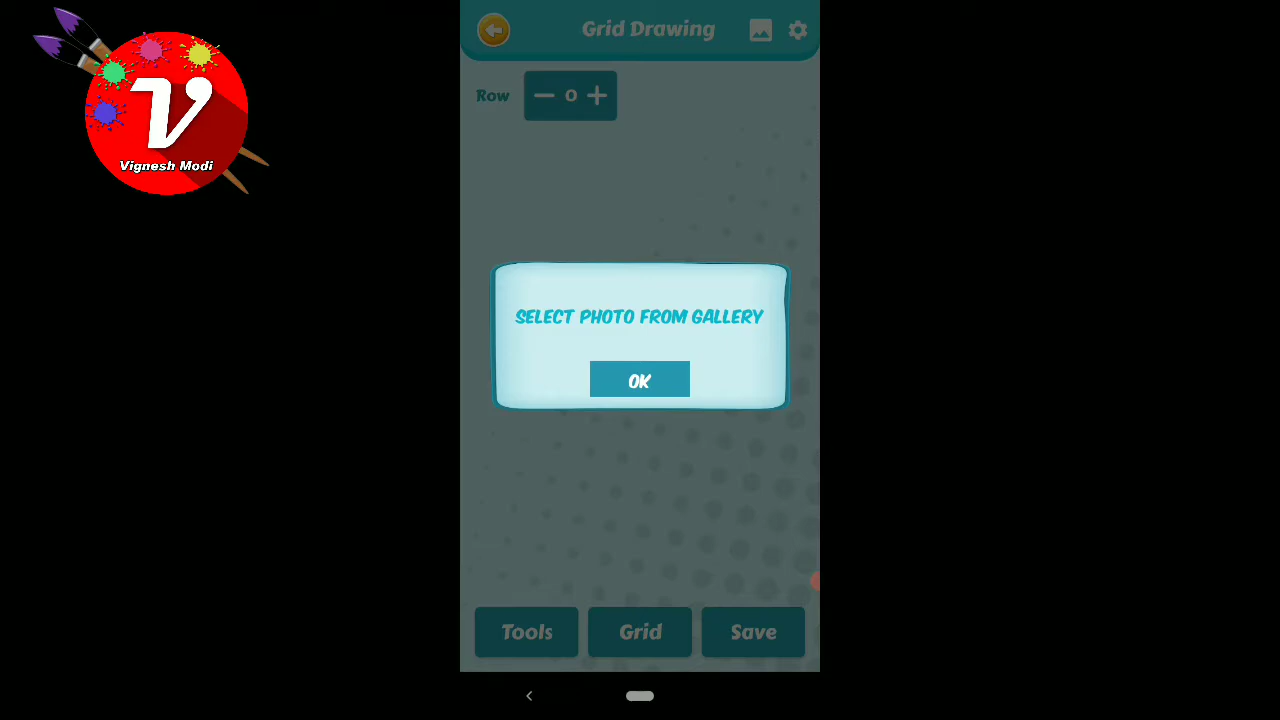 Grid Drawing
Row
0
V
Vignesh Modi
SELECT PHOTO FROM GALLERY
OK
Tools
Grid
Save